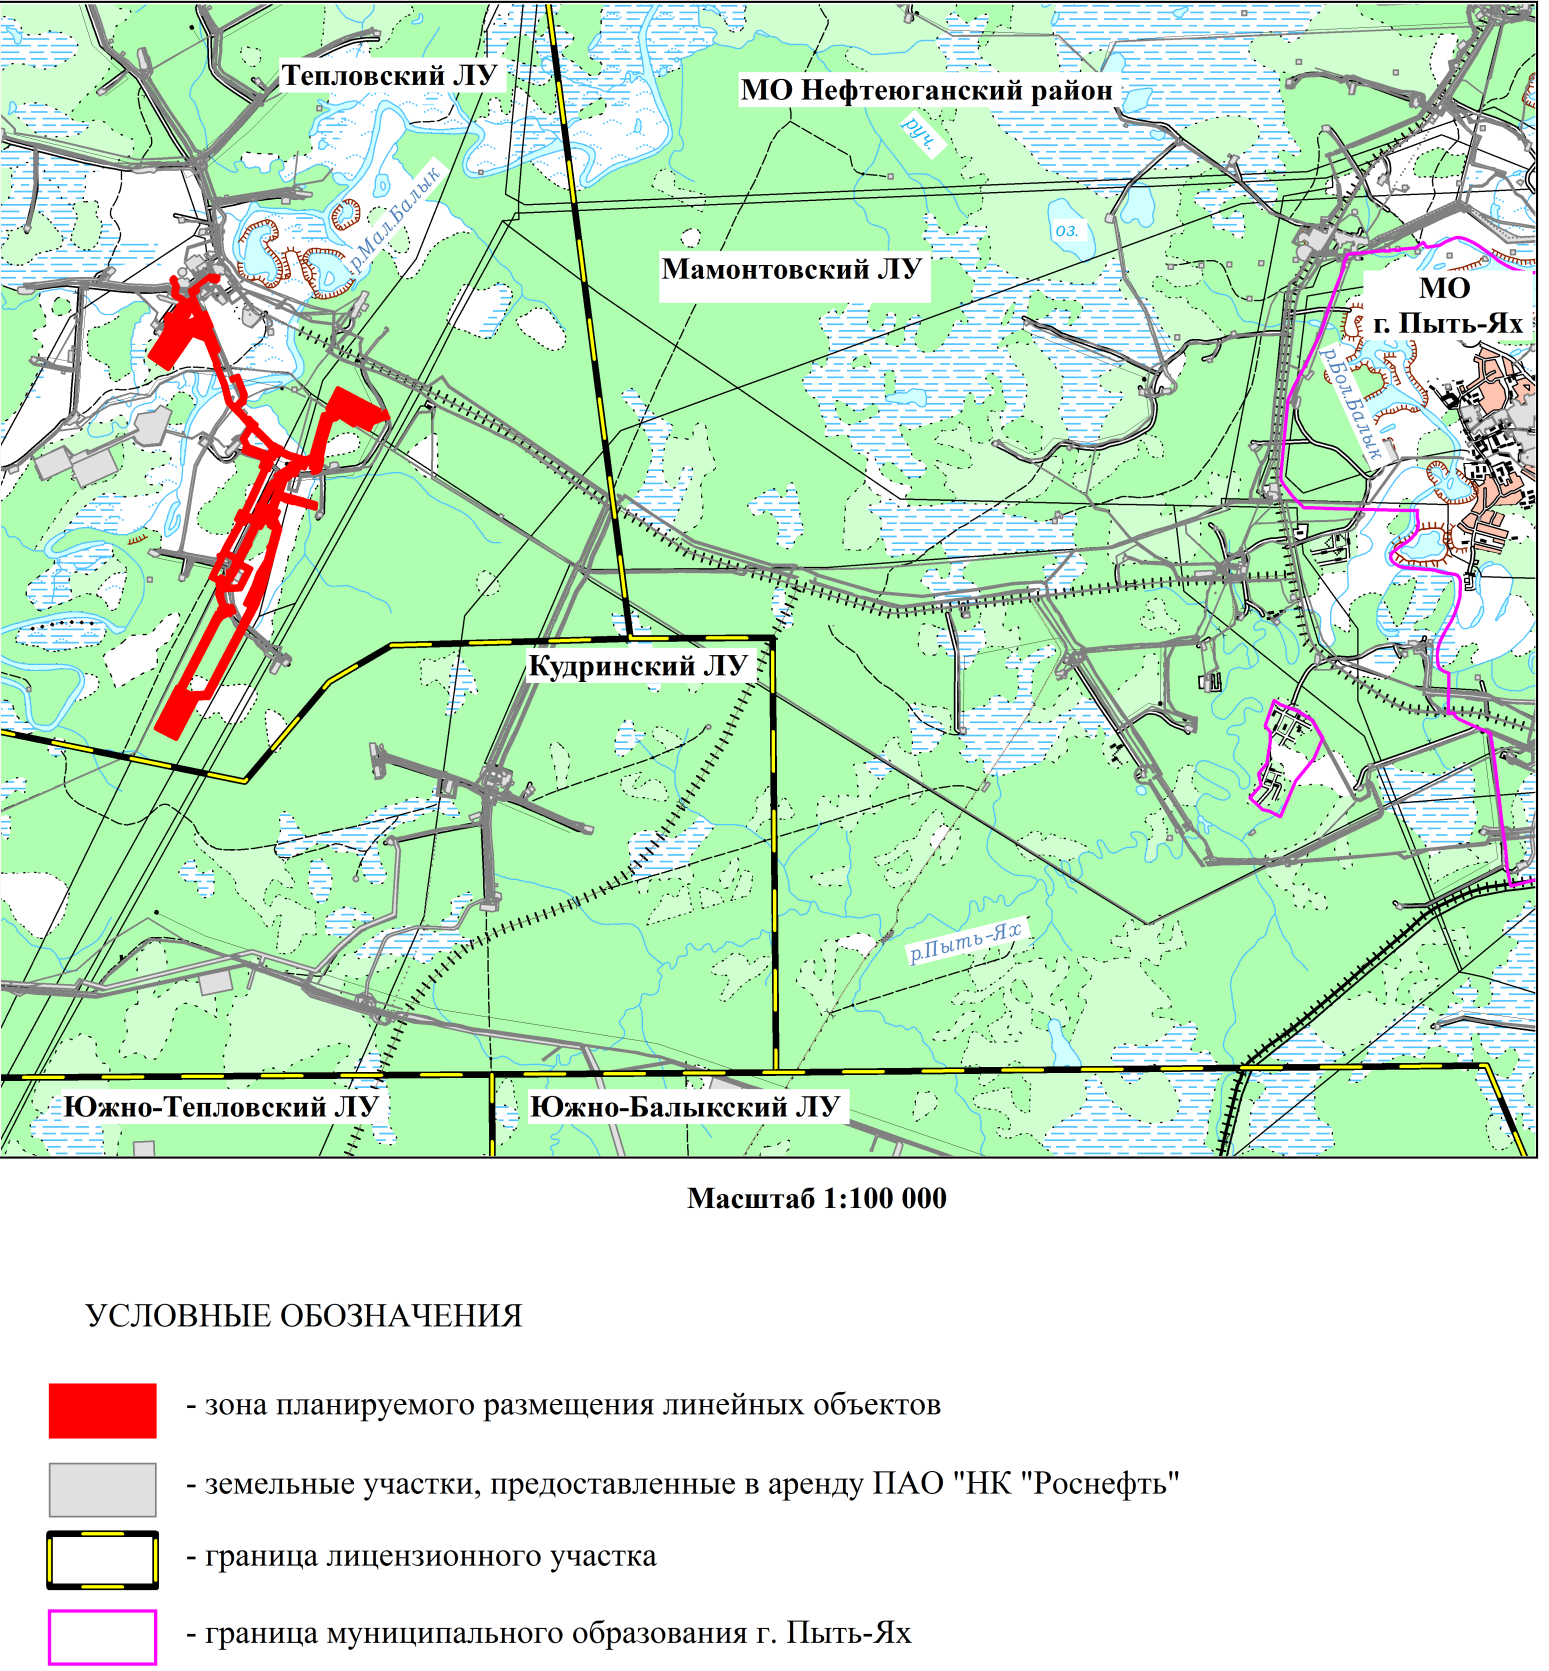 Тепловский ЛУ
МО Нефтеюганский район
руч.
р.Мал.Балык
оз.
Мамонтовский ЛУ
МО
г. Пыть-Ях
р.Бол.Балык
Кудринский ЛУ
р.Пыть-Ях
Южно-Тепловский ЛУ
Южно-Балыкский ЛУ
Масштаб 1:100 000
УСЛОВНЫЕ ОБОЗНАЧЕНИЯ
- зона планируемого размещения линейных объектов
- земельные участки, предоставленные в аренду ПАО "НК "Роснефть"
- граница лицензионного участка
- граница муниципального образования г. Пыть-Ях